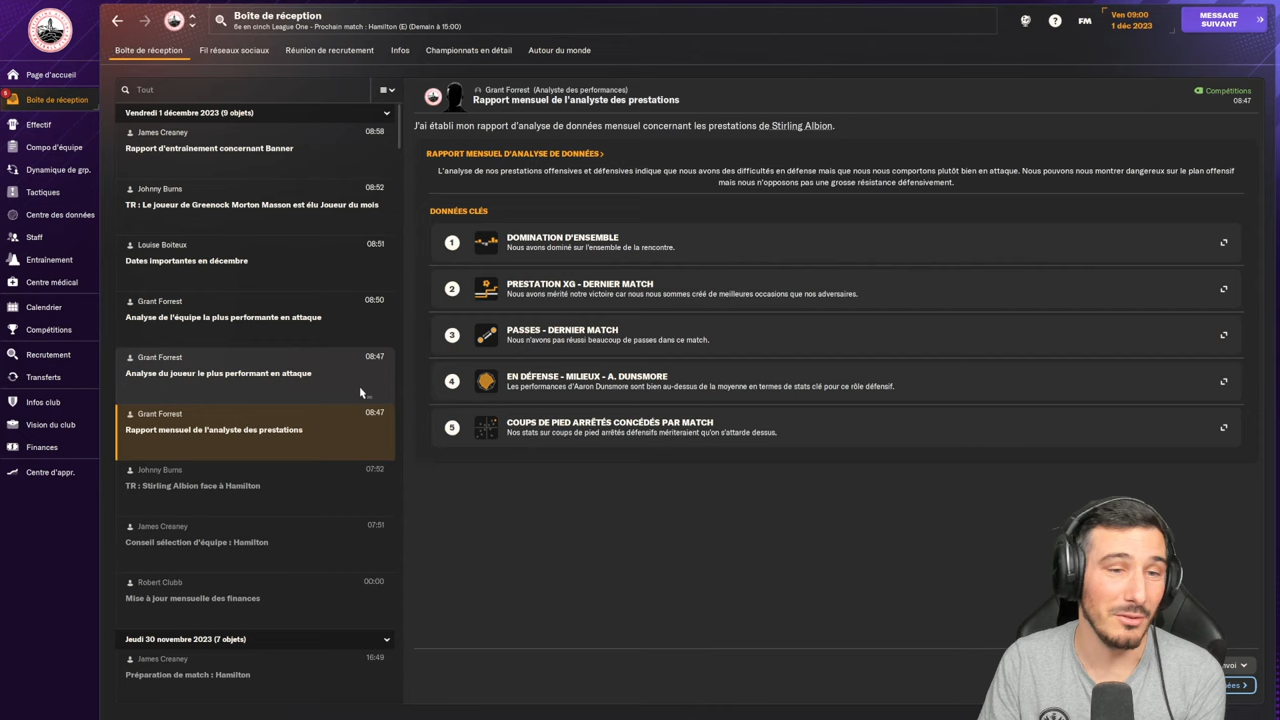 Boîte de réception
6e en cinch League One - Prochain match : Hamilton (E) (Demain à 15:00)
FM
Ven 09:00
1 déc 2023
MESSAGE SUIVANT
Boîte de réception
Fil réseaux sociaux
Réunion de recrutement
Infos
Championnats en détail
Autour du monde
Page d'accueil
6
Boîte de réception
Effectif
Compo d'équipe
Dynamique de grp.
Tactiques
Centre des données
Staff
Entraînement
Centre médical
Calendrier
Compétitions
Recrutement
Transferts
Infos club
Vision du club
Finances
Centre d'appr.
Tout
Vendredi 1 décembre 2023 (9 objets)
James Creaney 08:58
Rapport d'entraînement concernant Banner
Johnny Burns 08:52
TR : Le joueur de Greenock Morton Masson est élu Joueur du mois
Louise Boiteux 08:51
Dates importantes en décembre
Grant Forrest 08:50
Analyse de l'équipe la plus performante en attaque
Grant Forrest 08:47
Analyse du joueur le plus performant en attaque
Grant Forrest 08:47
Rapport mensuel de l'analyste des prestations
Johnny Burns 07:52
TR : Stirling Albion face à Hamilton
James Creaney 07:51
Conseil sélection d'équipe : Hamilton
Robert Clubb 00:00
Mise à jour mensuelle des finances
Jeudi 30 novembre 2023 (7 objets)
James Creaney 16:49
Préparation de match : Hamilton
Grant Forrest (Analyste des performances)
Rapport mensuel de l'analyste des prestations
Compétitions
08:47
J'ai établi mon rapport d'analyse de données mensuel concernant les prestations de Stirling Albion.
RAPPORT MENSUEL D'ANALYSE DE DONNÉES >
L'analyse de nos prestations offensives et défensives indique que nous avons des difficultés en défense mais que nous nous comportons plutôt bien en attaque. Nous pouvons nous montrer dangereux sur le plan offensif
mais nous n'opposons pas une grosse résistance défensivement.
DONNÉES CLÉS
1
DOMINATION D'ENSEMBLE
Nous avons dominé sur l'ensemble de la rencontre.
2
PRESTATION XG - DERNIER MATCH
Nous avons mérité notre victoire car nous nous sommes créé de meilleures occasions que nos adversaires.
3
PASSES - DERNIER MATCH
Nous n'avons pas réussi beaucoup de passes dans ce match.
4
EN DÉFENSE - MILIEUX - A. DUNSMORE
Les performances d'Aaron Dunsmore sont bien au-dessus de la moyenne en termes de stats clé pour ce rôle défensif.
5
COUPS DE PIED ARRÊTÉS CONCÉDÉS PAR MATCH
Nos stats sur coups de pied arrêtés défensifs mériteraient qu'on s'attarde dessus.